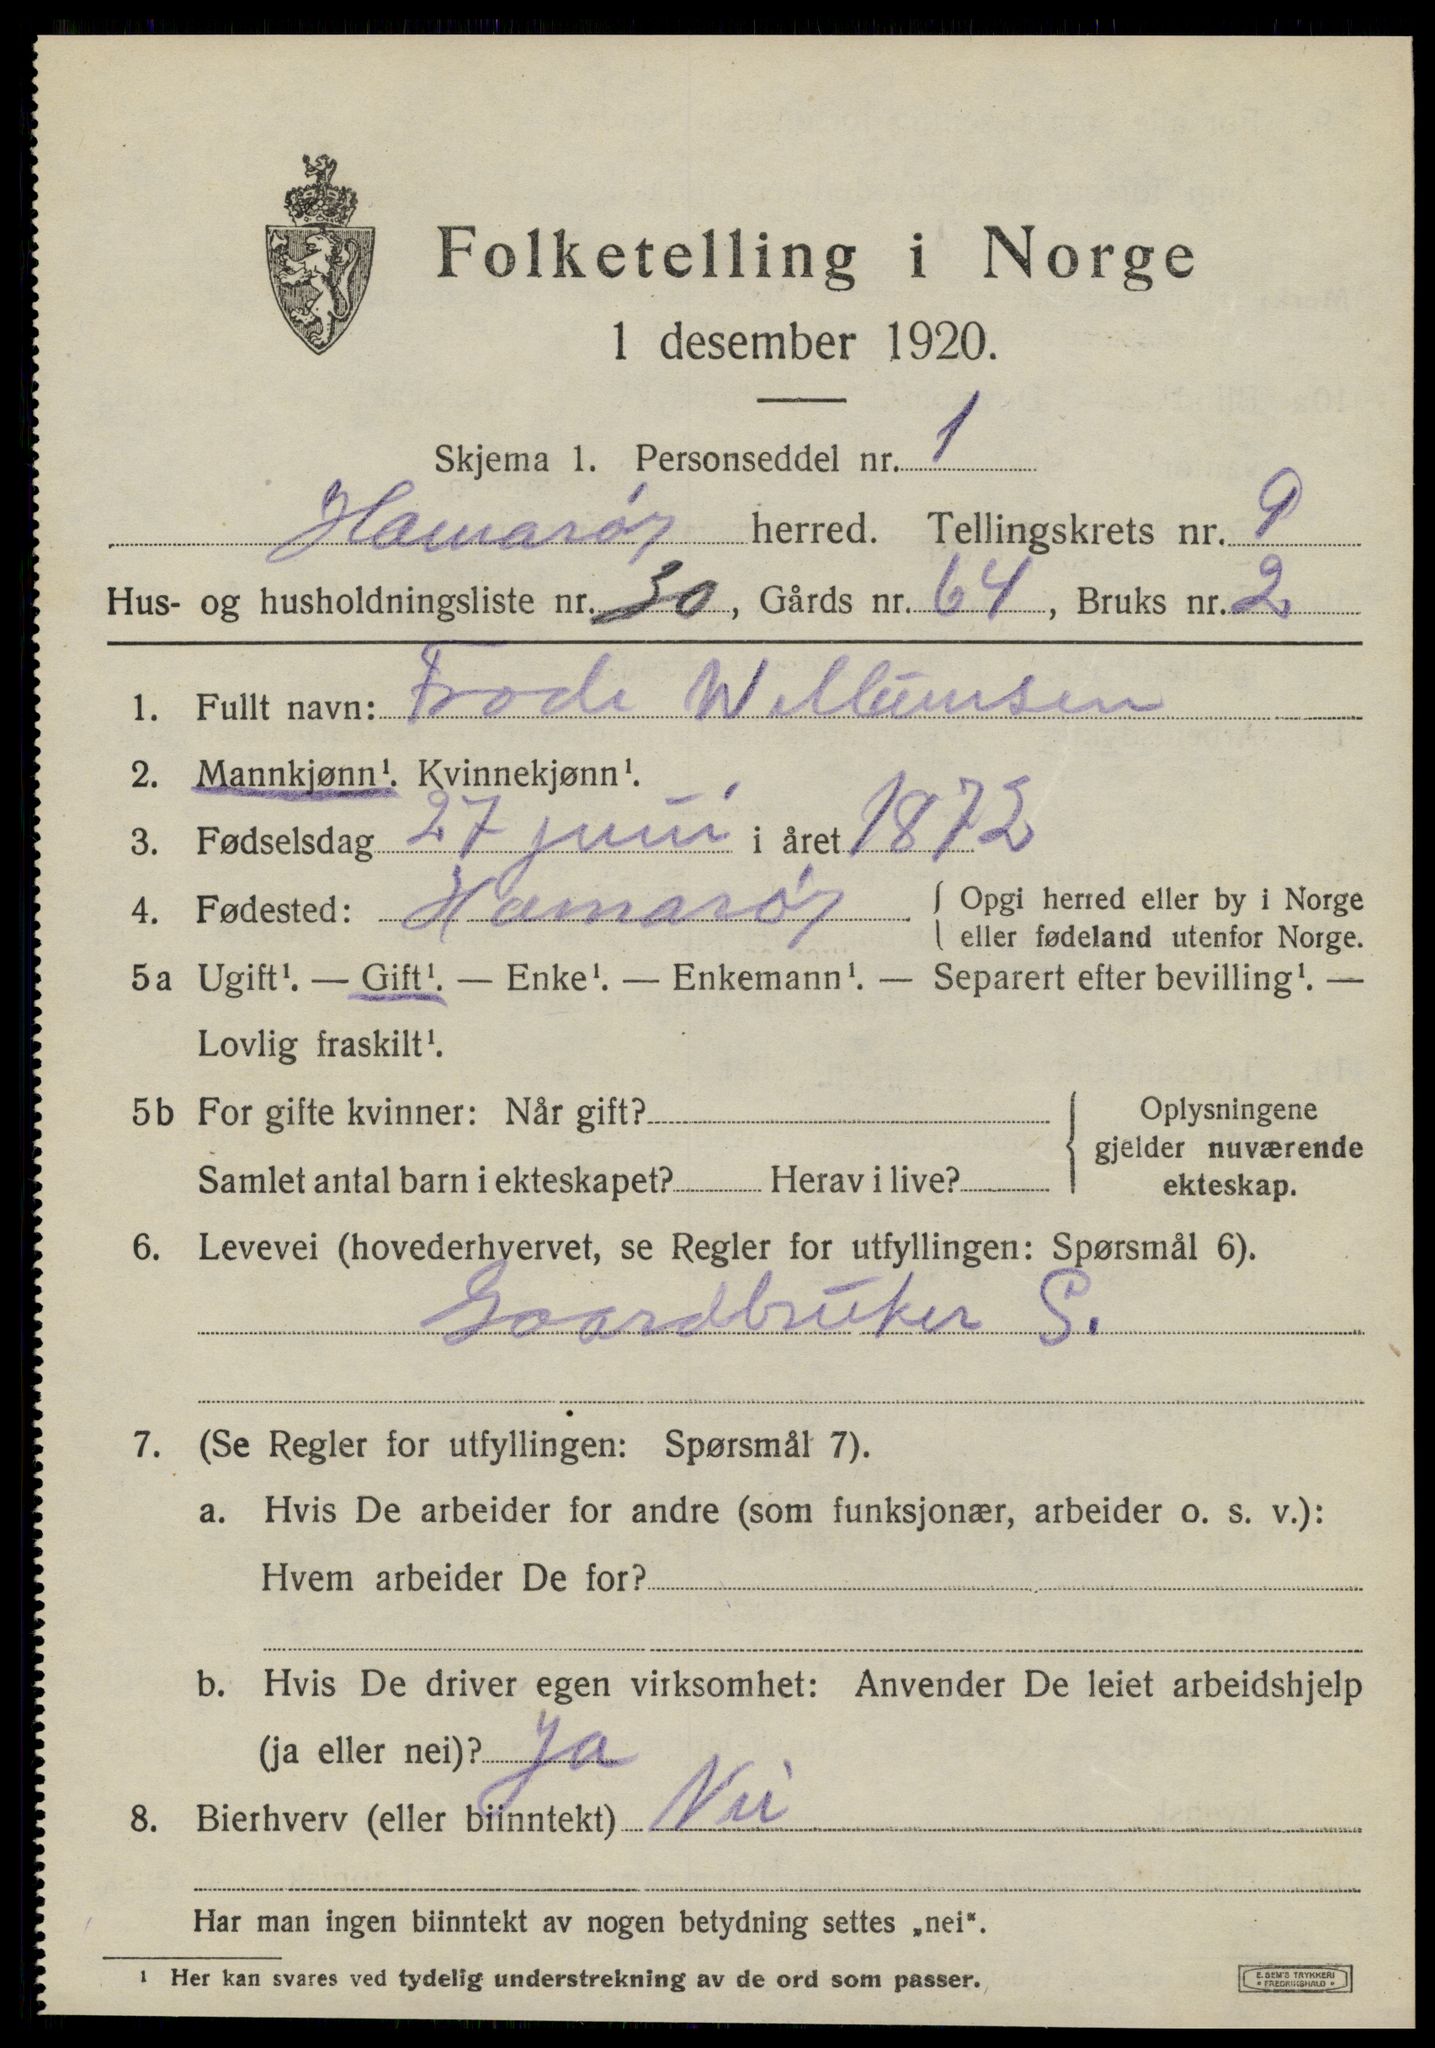 Folketelling i Norge
1 desember 1920.
Skjema 1. Personseddel nr. 1
Hamarøy herred. Tellingskrets nr. 9
Hus- og husholdningsliste nr. 30, Gårds nr. 64, Bruks nr. 2
1. Fullt navn: Frode Willumsen
2. Mannkjønn¹. Kvinnekjønn¹.
3. Fødselsdag 27 juni i året 1872
4. Fødested: Hamarøy { Opgi herred eller by i Norge
eller fødeland utenfor Norge.
5a Ugift¹. — Gift¹. — Enke¹. — Enkemann¹. — Separert efter bevilling¹. —
Lovlig fraskilt¹.
5b For gifte kvinner: Når gift?
Samlet antal barn i ekteskapet? Herav i live?
Oplysningene
gjelder nuværende
ekteskap.
6. Levevei (hovederhvervet, se Regler for utfyllingen: Spørsmål 6).
Gaardbruker S.
7. (Se Regler for utfyllingen: Spørsmål 7).
a. Hvis De arbeider for andre (som funksjonær, arbeider o. s. v.):
Hvem arbeider De for?
b. Hvis De driver egen virksomhet: Anvender De leiet arbeidshjelp
(ja eller nei)? Ja
8. Bierhverv (eller biinntekt) Nei
Har man ingen biinntekt av nogen betydning settes „nei".
¹ Her kan svares ved tydelig understrekning av de ord som passer.
E. SEM'S TRYKKERI
FREDRIKSHALD